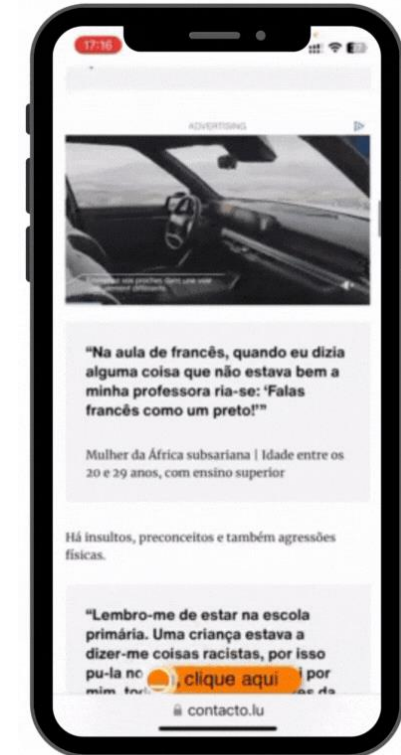 17:16
ADVERTISING
"Na aula de francês, quando eu dizia
alguma coisa que não estava bem a
minha professora ria-se: 'Falas
francês como um preto!'"
Mulher da África subsariana | Idade entre os
20 e 29 anos, com ensino superior
Há insultos, preconceitos e também agressões
físicas.
"Lembro-me de estar na escola
primária. Uma criança estava a
dizer-me coisas racistas, por isso
pu-la no i por
clique aqui
mim, da
contacto.lu